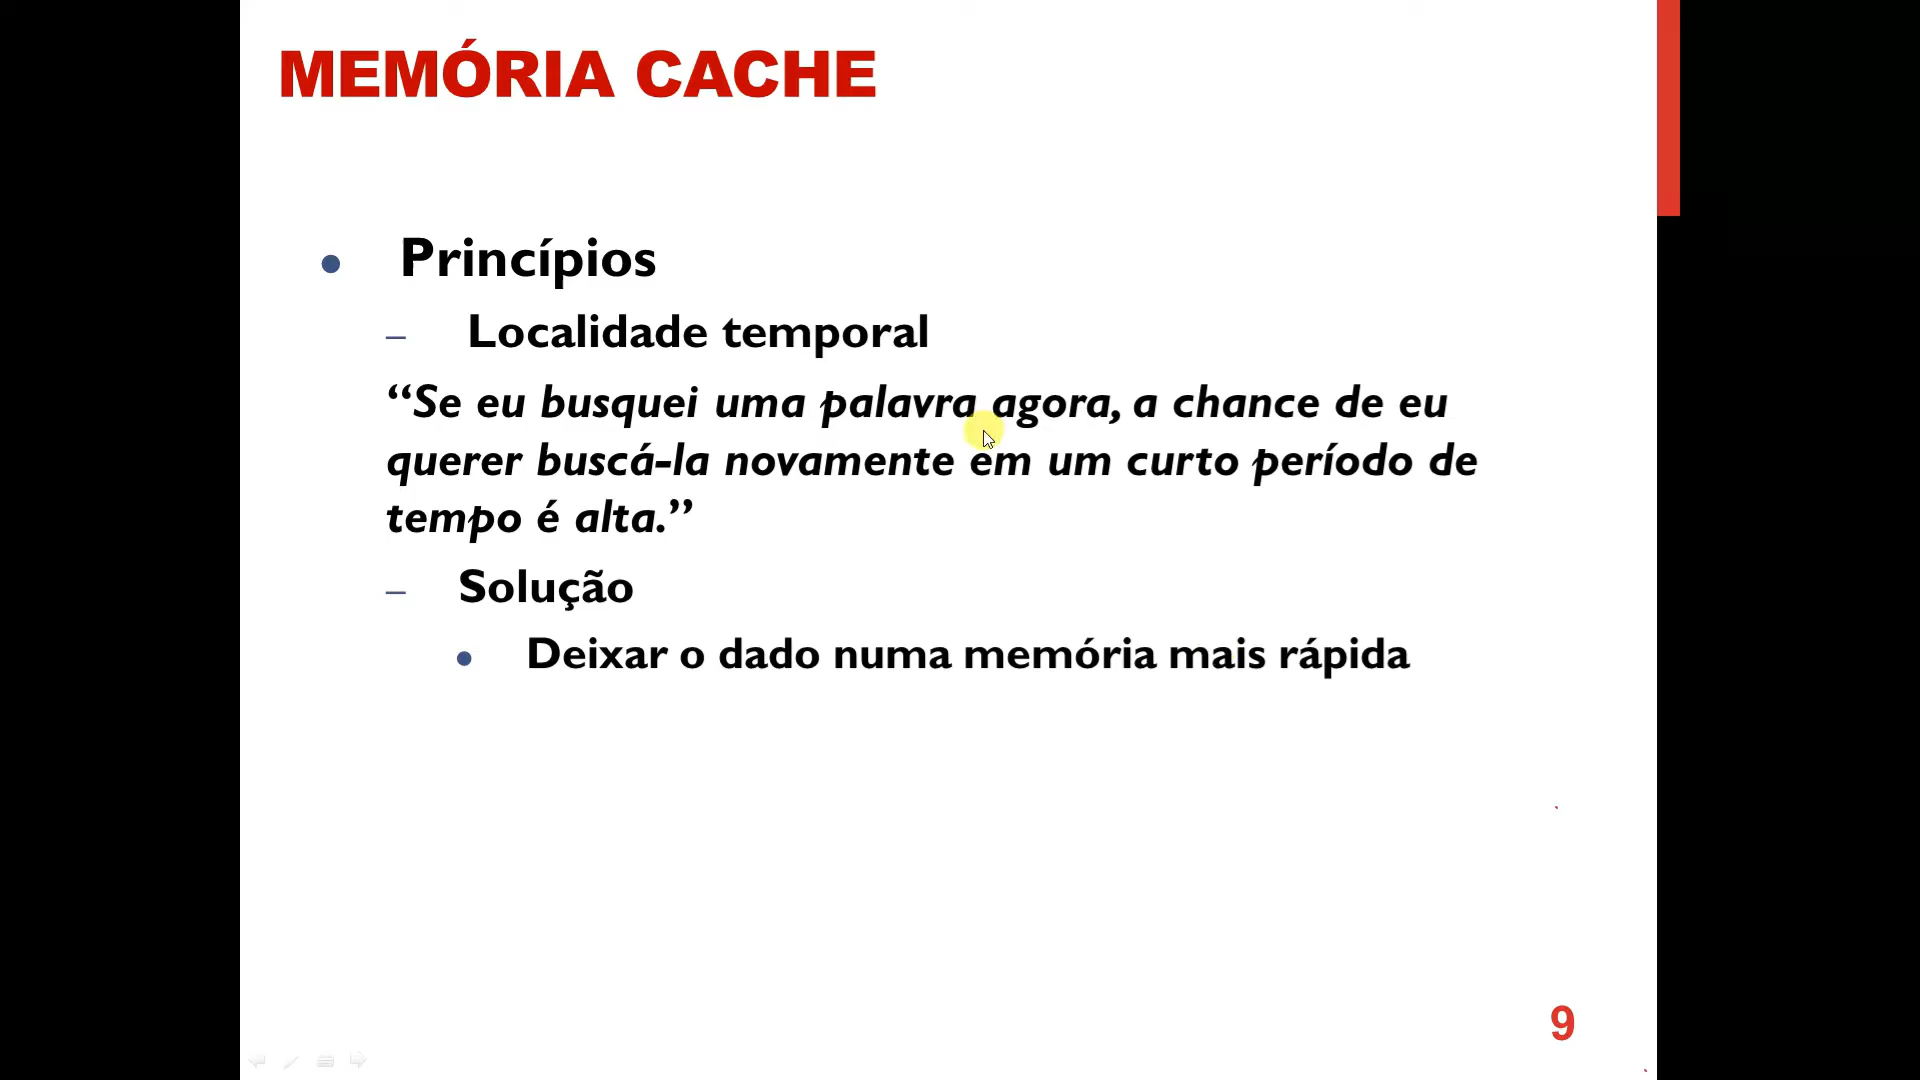 MEMÓRIA CACHE
• Princípios
– Localidade temporal
“Se eu busquei uma palavra agora, a chance de eu
querer buscá-la novamente em um curto período de
tempo é alta.”
– Solução
• Deixar o dado numa memória mais rápida
9